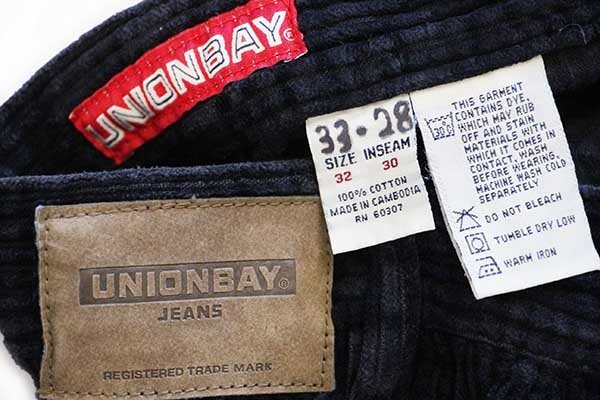 UNIONBAY®
33-28
SIZE INSEAM
32 30
100% COTTON
MADE IN CAMBODIA
RN 60307
30C
THIS GARMENT
CONTAINS DYE,
WHICH MAY RUB
OFF AND STAIN
MATERIALS WITH
WHICH IT COMES IN
CONTACT. WASH
BEFORE WEARING.
MACHINE WASH COLD
SEPARATELY
DO NOT BLEACH
TUMBLE DRY LOW
WARM IRON
UNIONBAY®
JEANS
REGISTERED TRADE MARK